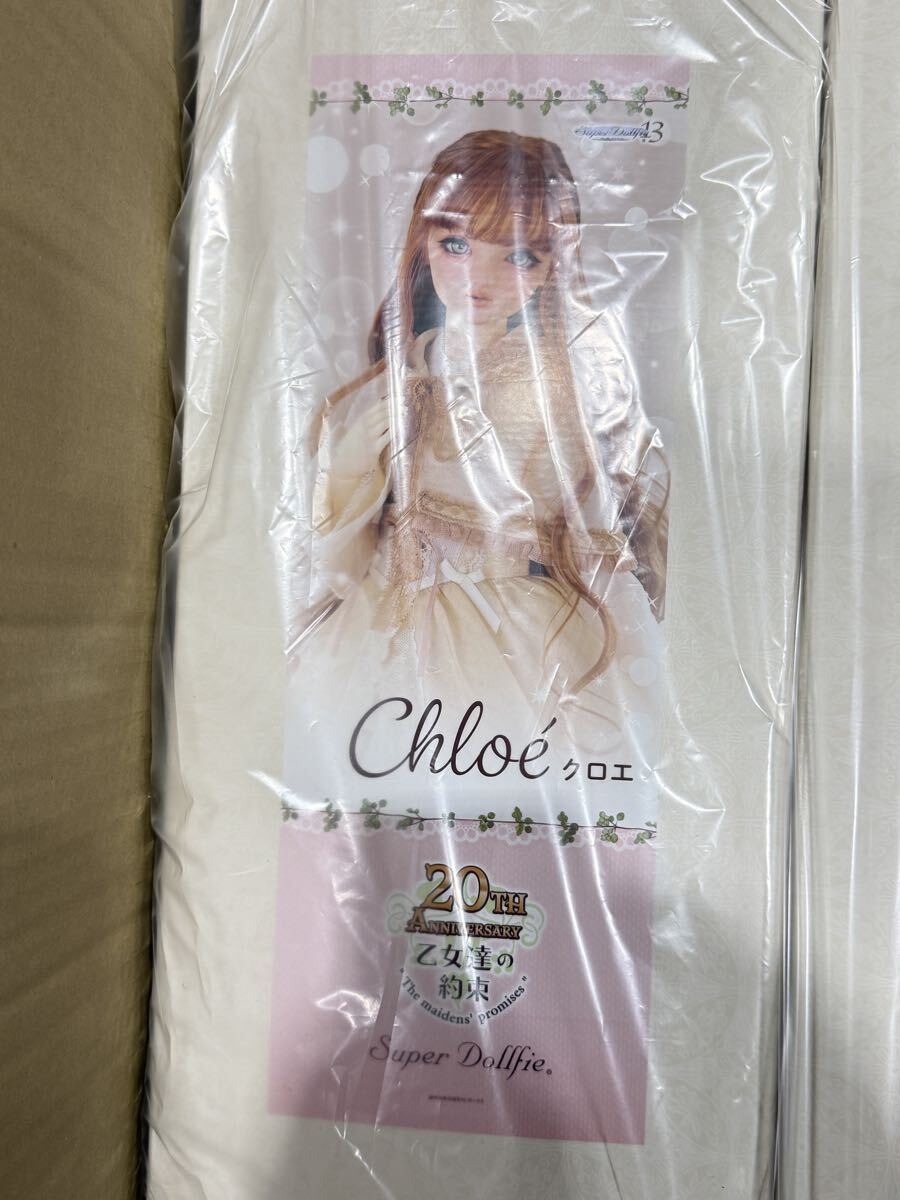 Super Dollfie 13
Chloé クロエ
20TH
ANNIVERSARY
乙女達の
約束
"The maidens' promises"
Super Dollfie®